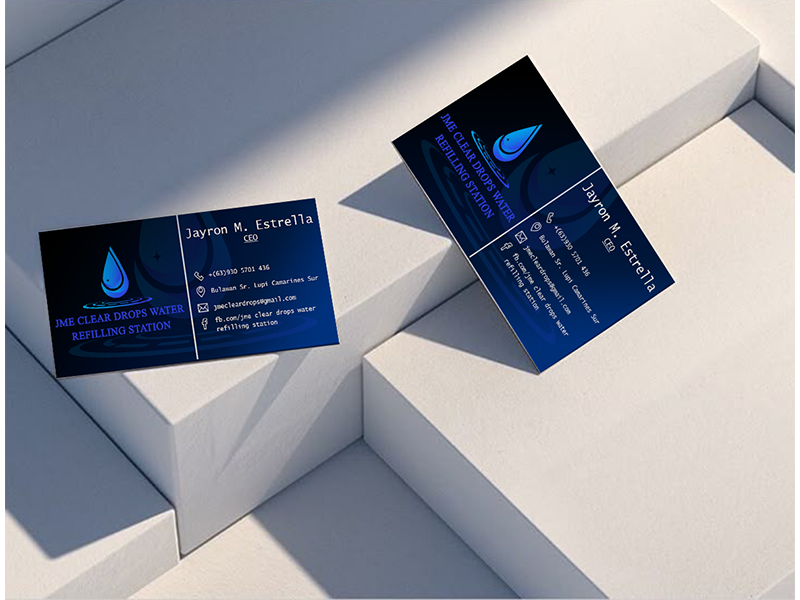 JME CLEAR DROPS WATER
REFILLING STATION
Jayron M. Estrella
CEO
+(63)930 5701 436
Bulawan Sr. Lupi Camarines Sur
jmecleardrops@gmail.com
fb.com/jme clear drops water
refilling station
JME CLEAR DROPS WATER
REFILLING STATION
Jayron M. Estrella
CEO
+(63)930 5701 436
Bulawan Sr. Lupi Camarines Sur
jmecleardrops@gmail.com
fb.com/jme clear drops water
refilling station